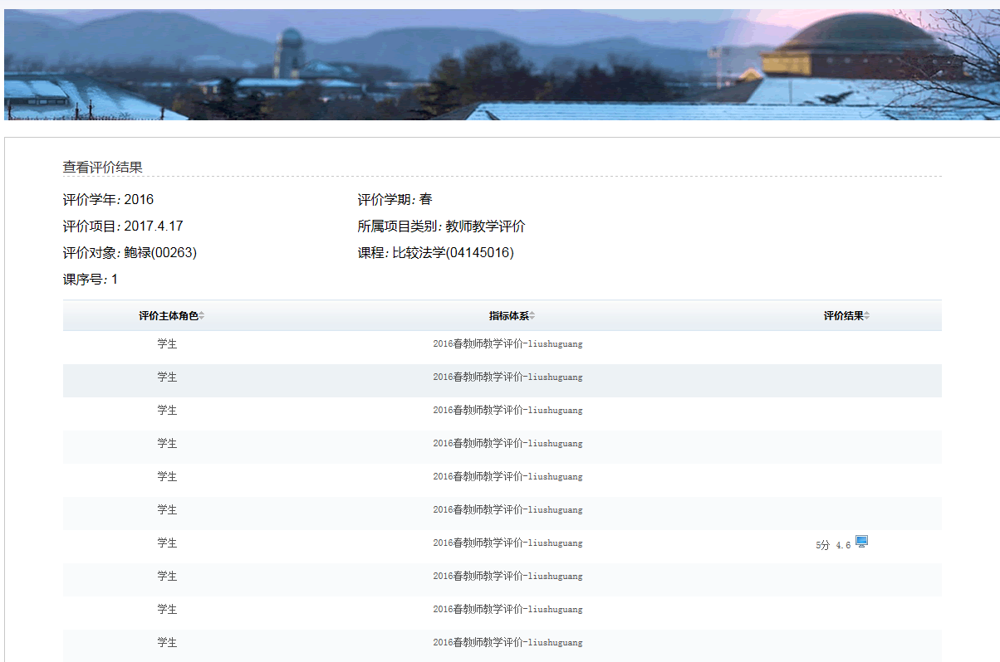 查看评价结果
评价学年: 2016 评价学期: 春
评价项目: 2017.4.17 所属项目类别: 教师教学评价
评价对象: 鲍禄(00263) 课程: 比较法学(04145016)
课序号: 1
评价主体角色 指标体系 评价结果
学生 2016春教师教学评价-liushuguang
学生 2016春教师教学评价-liushuguang
学生 2016春教师教学评价-liushuguang
学生 2016春教师教学评价-liushuguang
学生 2016春教师教学评价-liushuguang
学生 2016春教师教学评价-liushuguang
学生 2016春教师教学评价-liushuguang 5分 4.6
学生 2016春教师教学评价-liushuguang
学生 2016春教师教学评价-liushuguang
学生 2016春教师教学评价-liushuguang